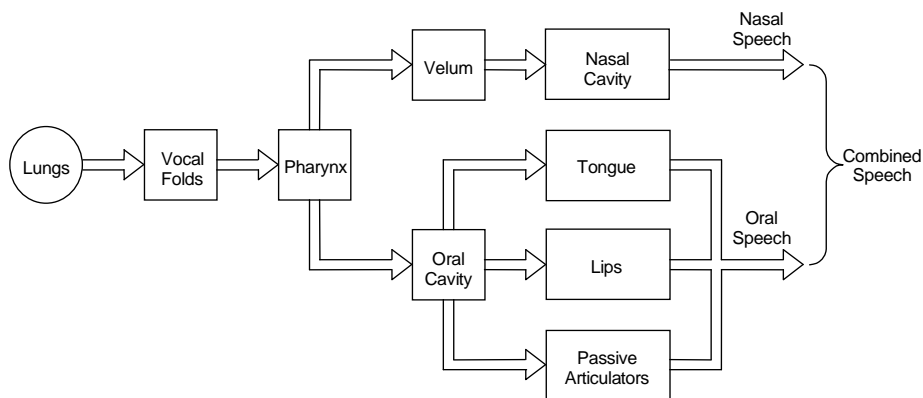 Nasal
Speech
Velum
Nasal
Cavity
Lungs
Vocal
Folds
Pharynx
Tongue
Combined
Speech
Oral
Speech
Oral
Cavity
Lips
Passive
Articulators